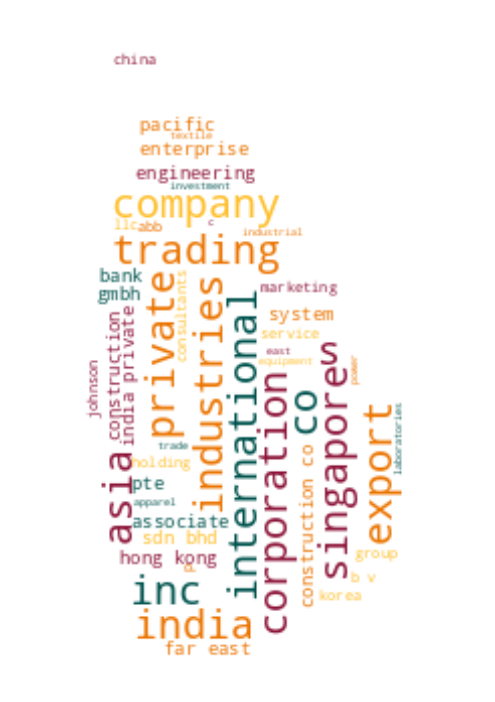 china
pacific
textile
enterprise
engineering
investment
company
llc
abb
c
industrial
trading
bank
gmbh
private
consultants
industries
international
marketing
system
service
east
equipment
power
johnson
construction
india private
corporation
co
singapore
s
export
laboratories
trade
holding
asia
pte
apparel
associate
sdn bhd
hong kong
p
construction co
group
b v
korea
inc
india
far east